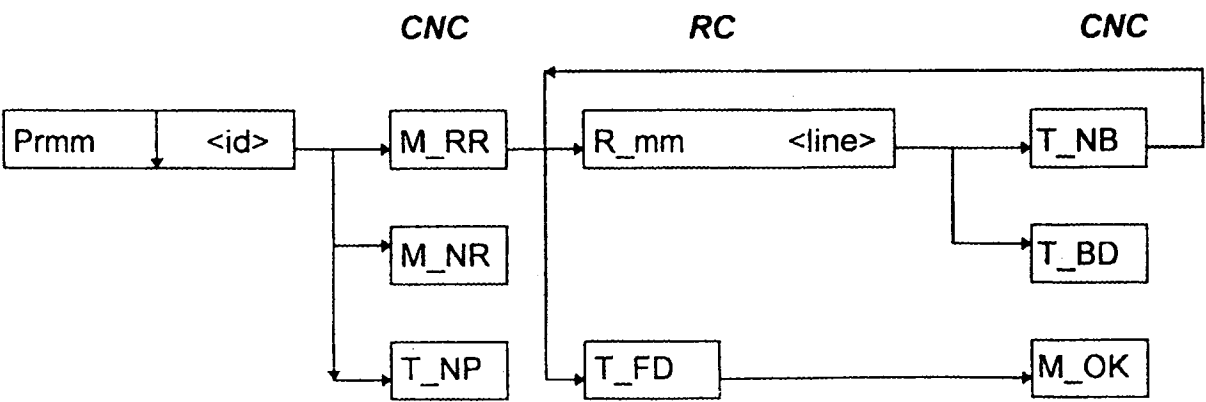 CNC RC CNC
Prmm <id> M_RR R_mm <line> T_NB
M_NR T_BD
T_NP T_FD M_OK